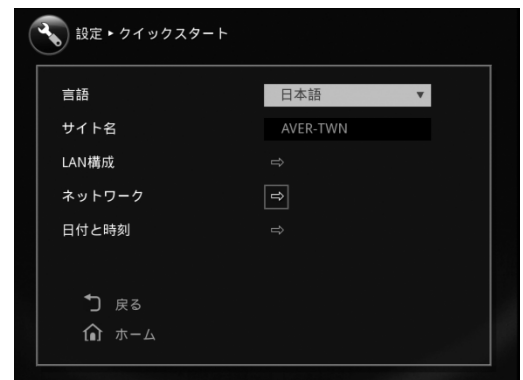 設定 ▸ クイックスタート
言語 日本語 ▼
サイト名 AVER-TWN
LAN構成 ⇨
ネットワーク ⇨
日付と時刻 ⇨
戻る
ホーム